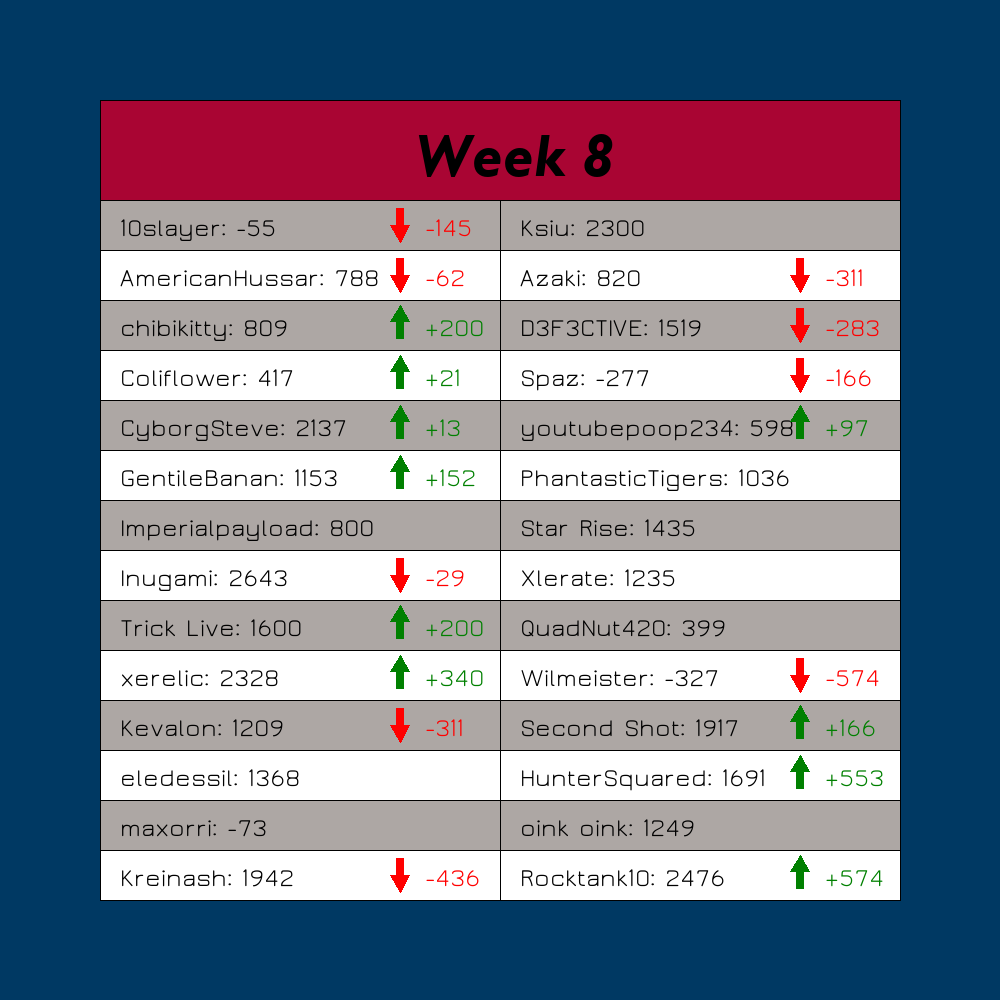 Week 8
10slayer: -55 -145 Ksiu: 2300
AmericanHussar: 788 -62 Azaki: 820 -311
chibikitty: 809 +200 D3F3CTIVE: 1519 -283
Coliflower: 417 +21 Spaz: -277 -166
CyborgSteve: 2137 +13 youtubepoop234: 598 +97
GentileBanan: 1153 +152 PhantasticTigers: 1036
Imperialpayload: 800 Star Rise: 1435
Inugami: 2643 -29 Xlerate: 1235
Trick Live: 1600 +200 QuadNut420: 399
xerelic: 2328 +340 Wilmeister: -327 -574
Kevalon: 1209 -311 Second Shot: 1917 +166
eledessil: 1368 HunterSquared: 1691 +553
maxorri: -73 oink oink: 1249
Kreinash: 1942 -436 Rocktank10: 2476 +574